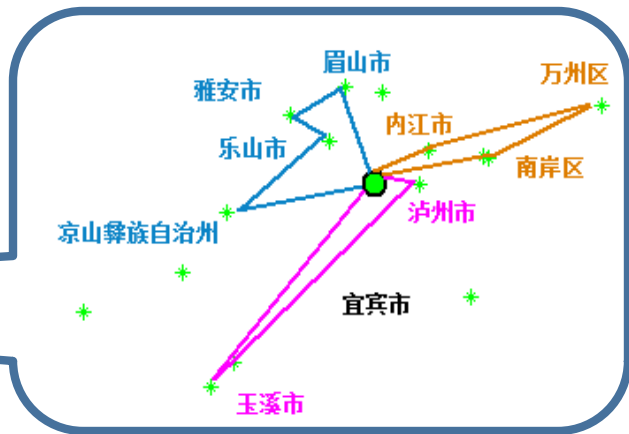 眉山市
万州区
雅安市
内江市
乐山市
南岸区
泸州市
凉山彝族自治州
宜宾市
玉溪市